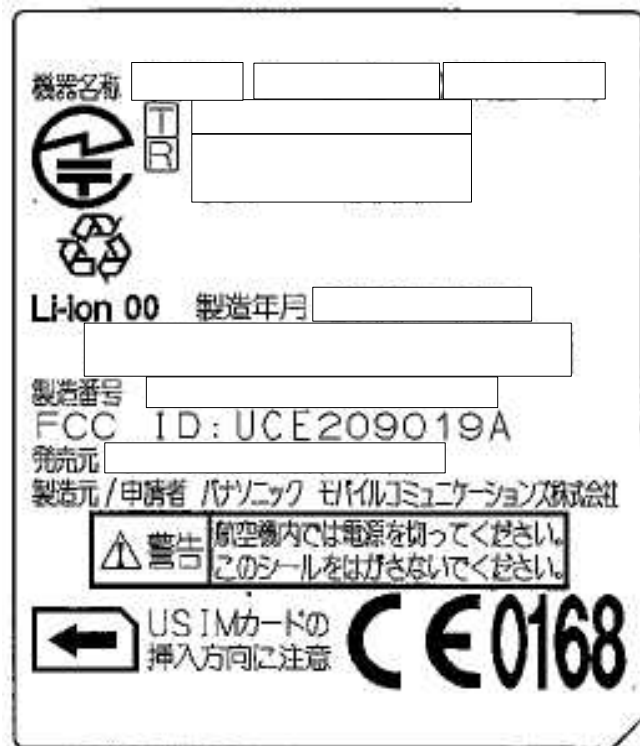 機器名称
T
R
Li-ion 00 製造年月
製造番号
FCC ID:UCE209019A
発売元
製造元/申請者 パナソニック モバイルコミュニケーションズ株式会社
警告 航空機内では電源を切ってください。
このシールをはがさないでください。
USIMカードの
挿入方向に注意
CE0168